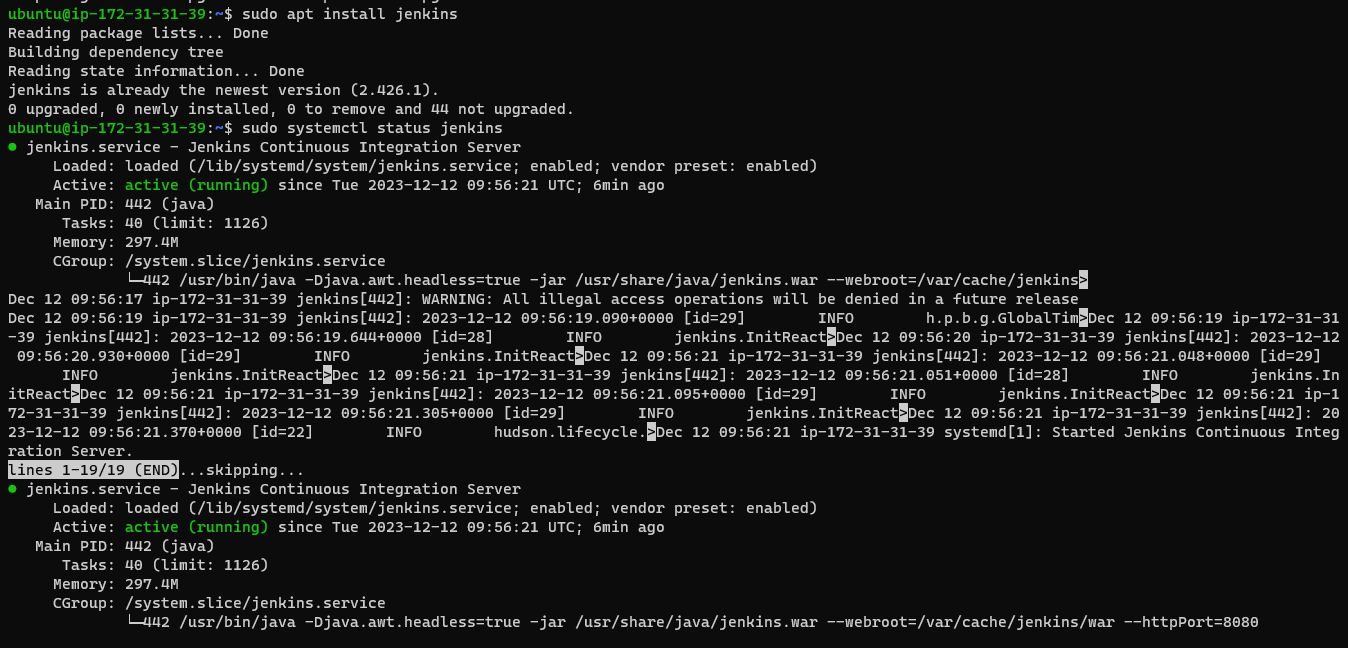 ubuntu@ip-172-31-31-39:~$ sudo apt install jenkins
Reading package lists... Done
Building dependency tree
Reading state information... Done
jenkins is already the newest version (2.426.1).
0 upgraded, 0 newly installed, 0 to remove and 44 not upgraded.
ubuntu@ip-172-31-31-39:~$ sudo systemctl status jenkins
● jenkins.service - Jenkins Continuous Integration Server
     Loaded: loaded (/lib/systemd/system/jenkins.service; enabled; vendor preset: enabled)
     Active: active (running) since Tue 2023-12-12 09:56:21 UTC; 6min ago
   Main PID: 442 (java)
      Tasks: 40 (limit: 1126)
     Memory: 297.4M
     CGroup: /system.slice/jenkins.service
             └─442 /usr/bin/java -Djava.awt.headless=true -jar /usr/share/java/jenkins.war --webroot=/var/cache/jenkins>
Dec 12 09:56:17 ip-172-31-31-39 jenkins[442]: WARNING: All illegal access operations will be denied in a future release
Dec 12 09:56:19 ip-172-31-31-39 jenkins[442]: 2023-12-12 09:56:19.090+0000 [id=29]        INFO        h.p.b.g.GlobalTim>Dec 12 09:56:19 ip-172-31-31
-39 jenkins[442]: 2023-12-12 09:56:19.644+0000 [id=28]        INFO        jenkins.InitReact>Dec 12 09:56:20 ip-172-31-31-39 jenkins[442]: 2023-12-12
 09:56:20.930+0000 [id=29]        INFO        jenkins.InitReact>Dec 12 09:56:21 ip-172-31-31-39 jenkins[442]: 2023-12-12 09:56:21.048+0000 [id=29]
      INFO        jenkins.InitReact>Dec 12 09:56:21 ip-172-31-31-39 jenkins[442]: 2023-12-12 09:56:21.051+0000 [id=28]        INFO        jenkins.In
itReact>Dec 12 09:56:21 ip-172-31-31-39 jenkins[442]: 2023-12-12 09:56:21.095+0000 [id=29]        INFO        jenkins.InitReact>Dec 12 09:56:21 ip-1
72-31-31-39 jenkins[442]: 2023-12-12 09:56:21.305+0000 [id=29]        INFO        jenkins.InitReact>Dec 12 09:56:21 ip-172-31-31-39 jenkins[442]: 20
23-12-12 09:56:21.370+0000 [id=22]        INFO        hudson.lifecycle.>Dec 12 09:56:21 ip-172-31-31-39 systemd[1]: Started Jenkins Continuous Integ
ration Server.
lines 1-19/19 (END)...skipping...
● jenkins.service - Jenkins Continuous Integration Server
     Loaded: loaded (/lib/systemd/system/jenkins.service; enabled; vendor preset: enabled)
     Active: active (running) since Tue 2023-12-12 09:56:21 UTC; 6min ago
   Main PID: 442 (java)
      Tasks: 40 (limit: 1126)
     Memory: 297.4M
     CGroup: /system.slice/jenkins.service
             └─442 /usr/bin/java -Djava.awt.headless=true -jar /usr/share/java/jenkins.war --webroot=/var/cache/jenkins/war --httpPort=8080